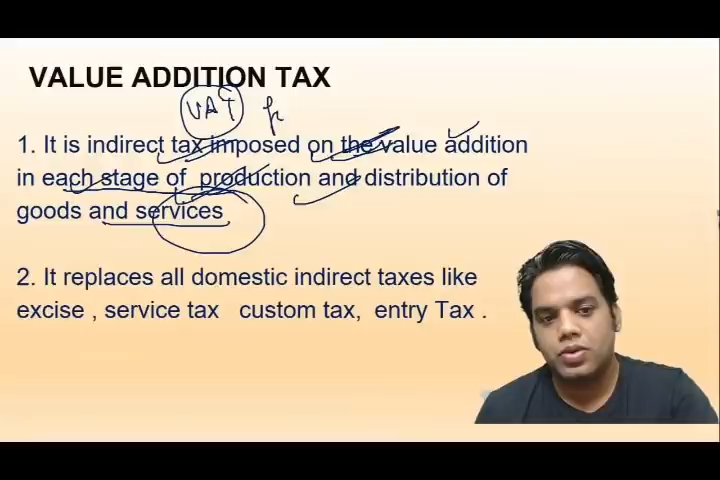 VALUE ADDITION TAX
VAT
1. It is indirect tax imposed on the value addition
in each stage of production and distribution of
goods and services
2. It replaces all domestic indirect taxes like
excise , service tax custom tax, entry Tax .